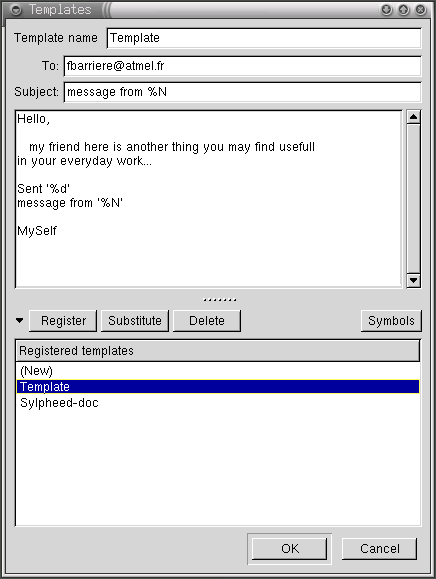 Templates
Template name Template
To: fbarriere@atmel.fr
Subject: message from %N
Hello,
my friend here is another thing you may find usefull
in your everyday work...
Sent '%d'
message from '%N'
MySelf
Register Substitute Delete Symbols
Registered templates
(New)
Template
Sylpheed-doc
OK Cancel